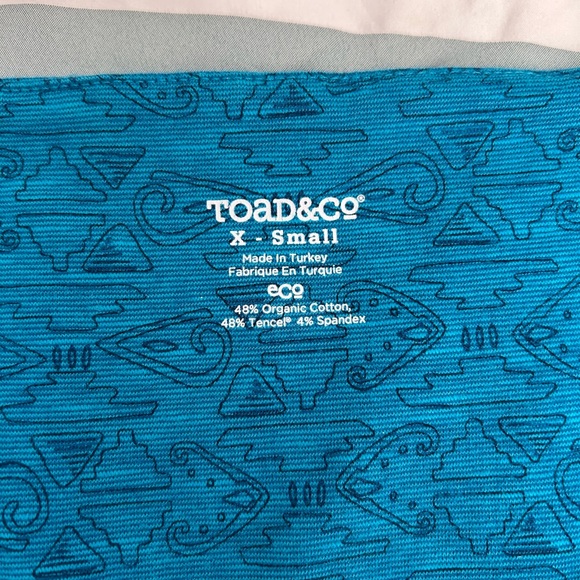 TOAD&CO®
X - Small
Made In Turkey
Fabrique En Turquie
eco
48% Organic Cotton,
48% Tencel® 4% Spandex